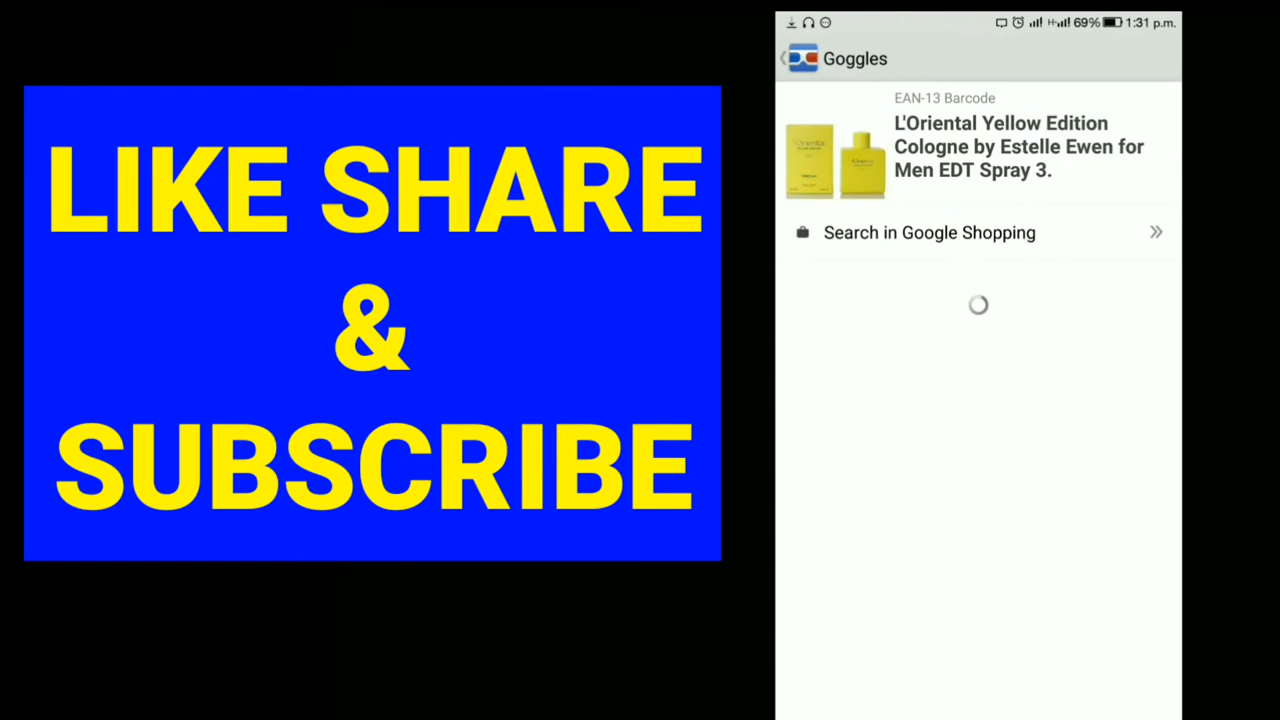 LIKE SHARE
&
SUBSCRIBE
69% 1:31 p.m.
Goggles
EAN-13 Barcode
L'Oriental Yellow Edition
Cologne by Estelle Ewen for
Men EDT Spray 3.
Search in Google Shopping